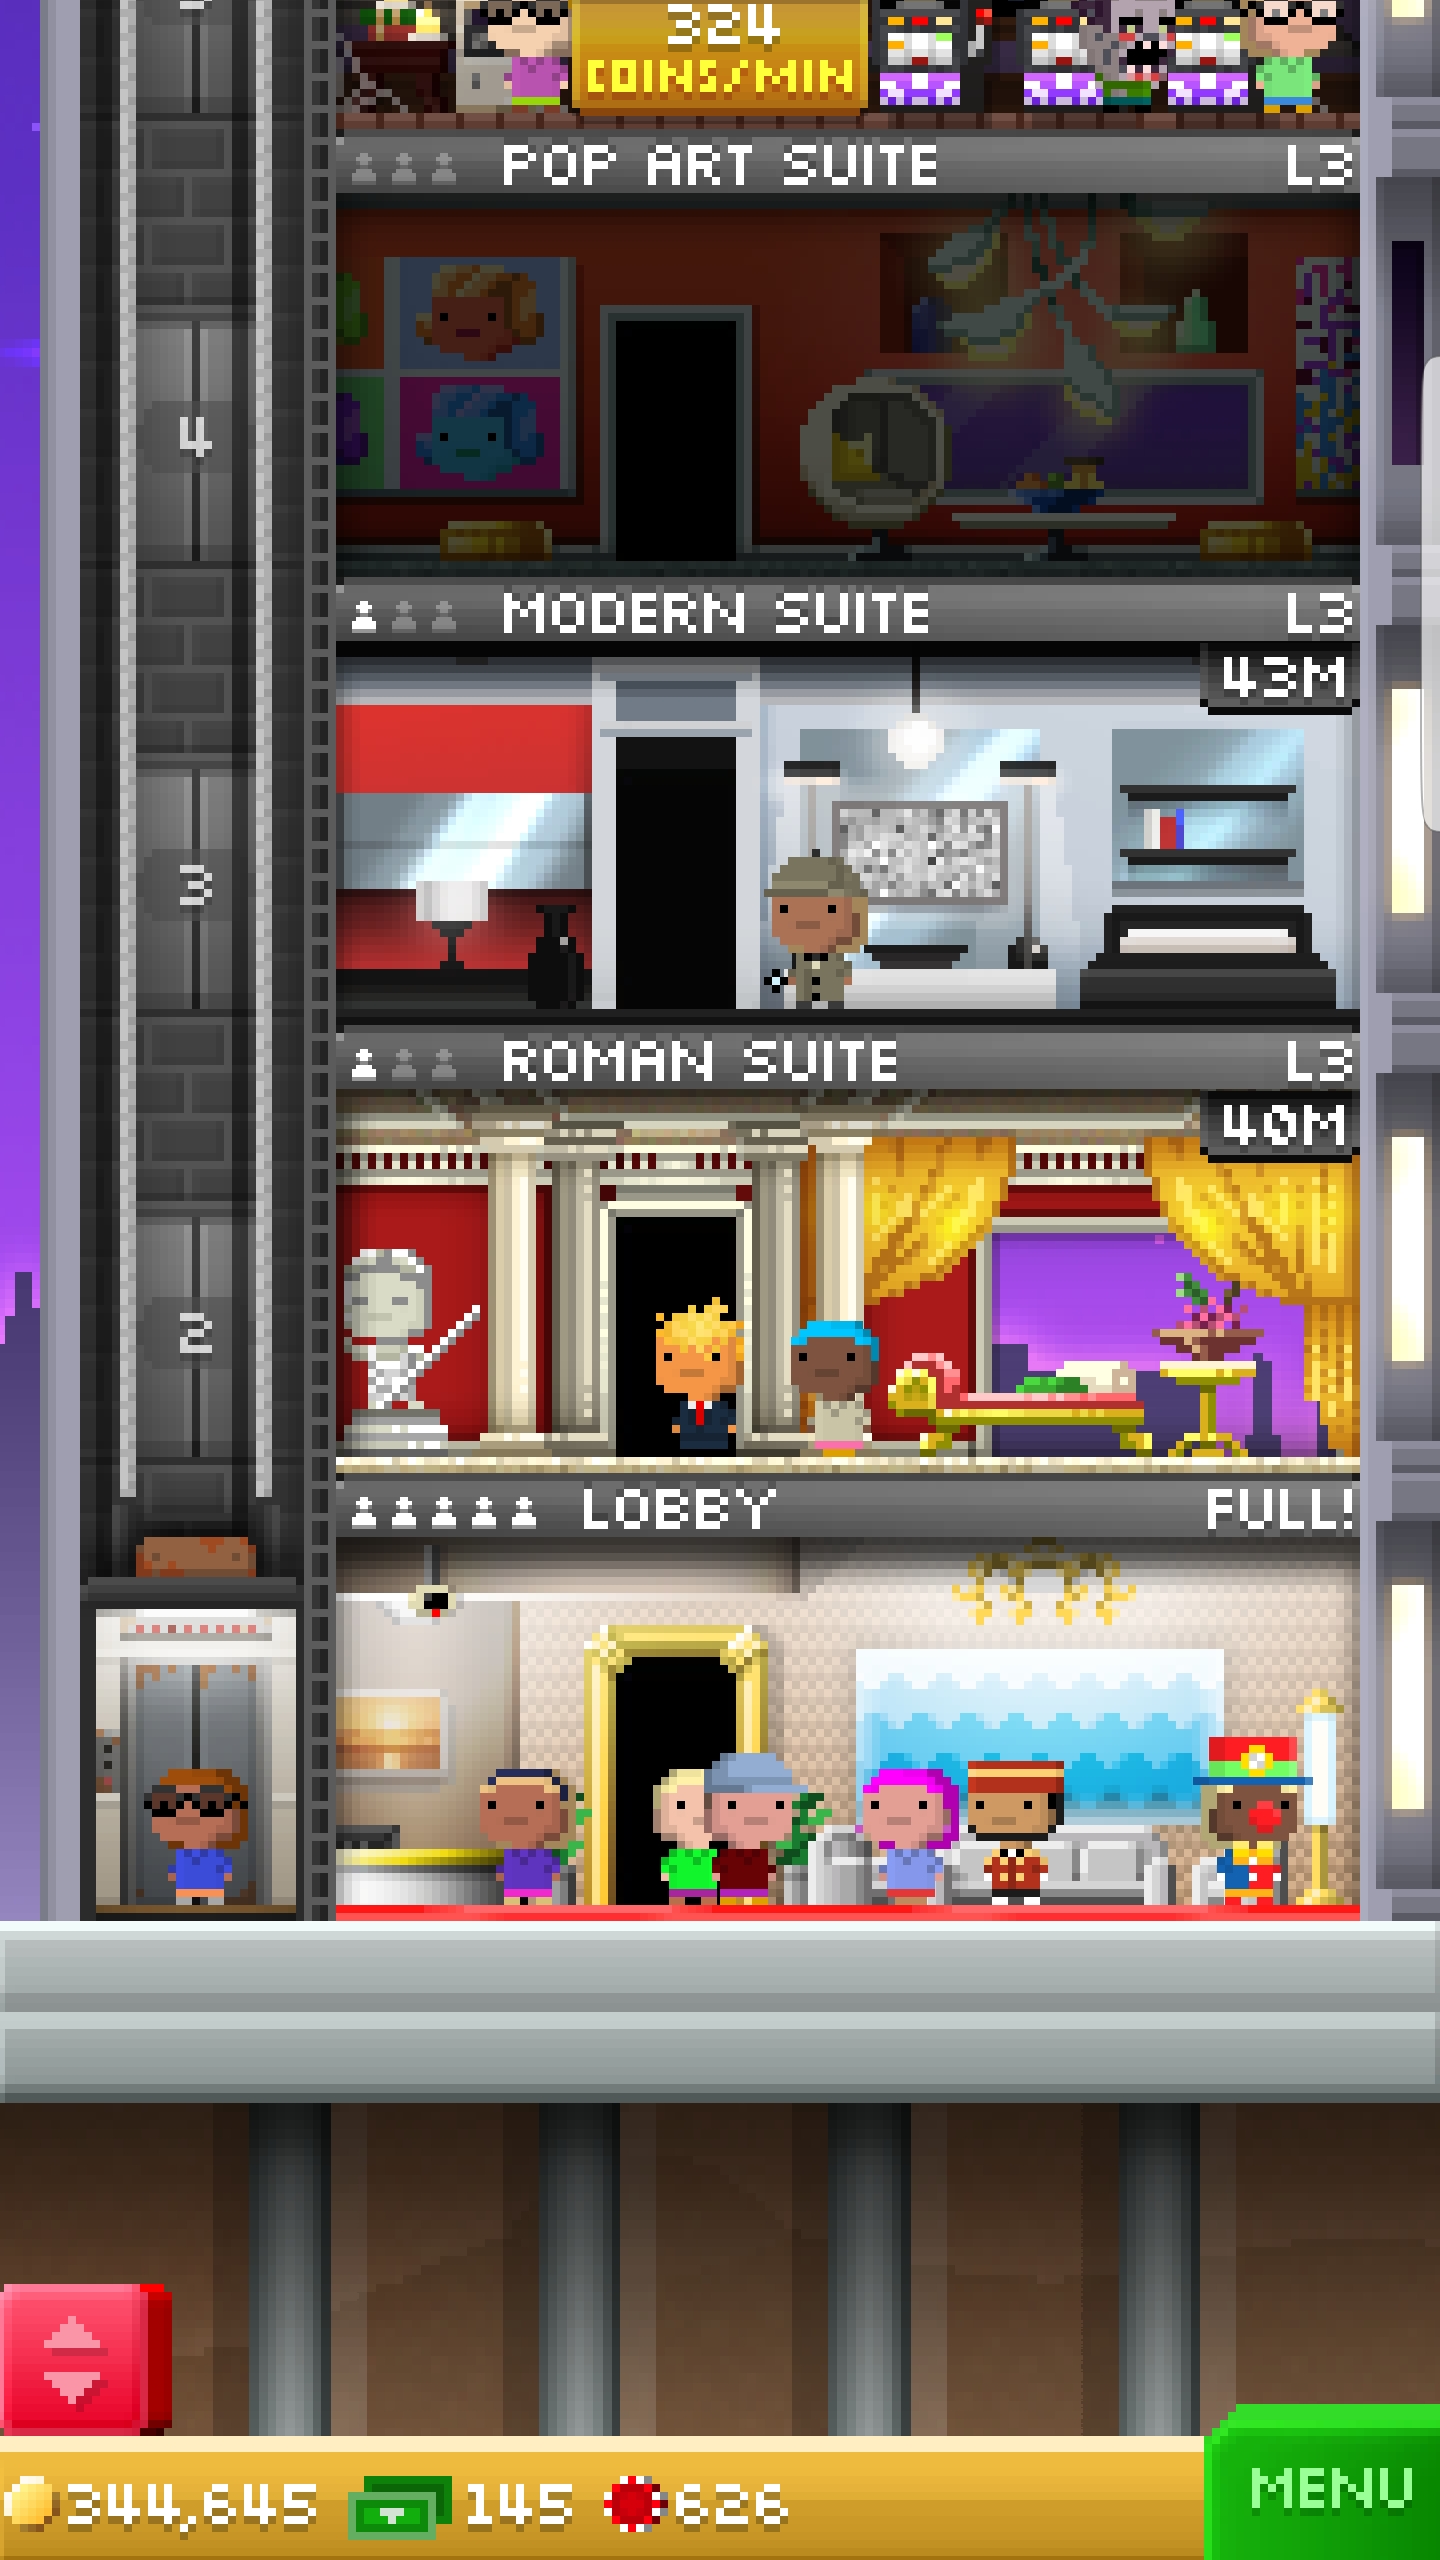 324
COINS/MIN
POP ART SUITE L3
4
MODERN SUITE L3
43M
3
ROMAN SUITE L3
40M
2
LOBBY FULL!
MENU
344,645 145 626